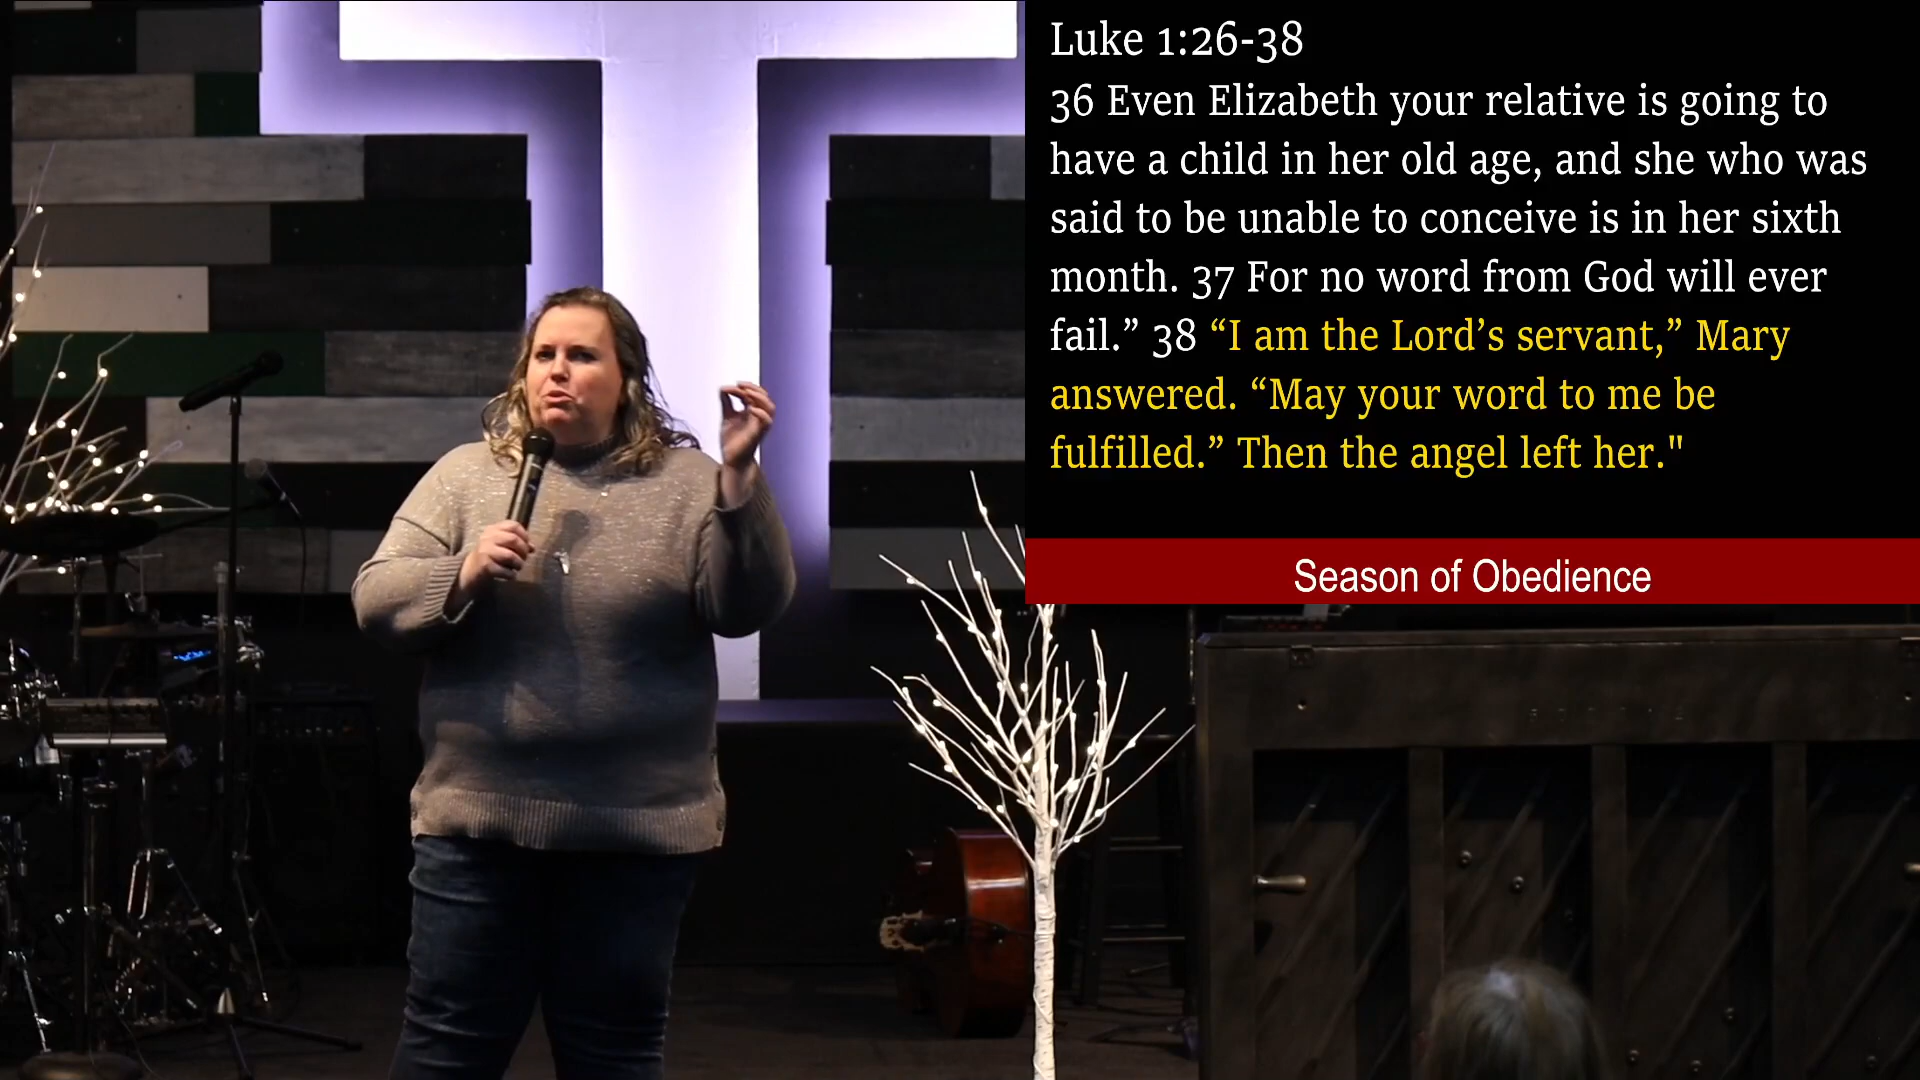 Luke 1:26-38
36 Even Elizabeth your relative is going to
have a child in her old age, and she who was
said to be unable to conceive is in her sixth
month. 37 For no word from God will ever
fail.” 38 “I am the Lord’s servant,” Mary
answered. “May your word to me be
fulfilled.” Then the angel left her."
Season of Obedience